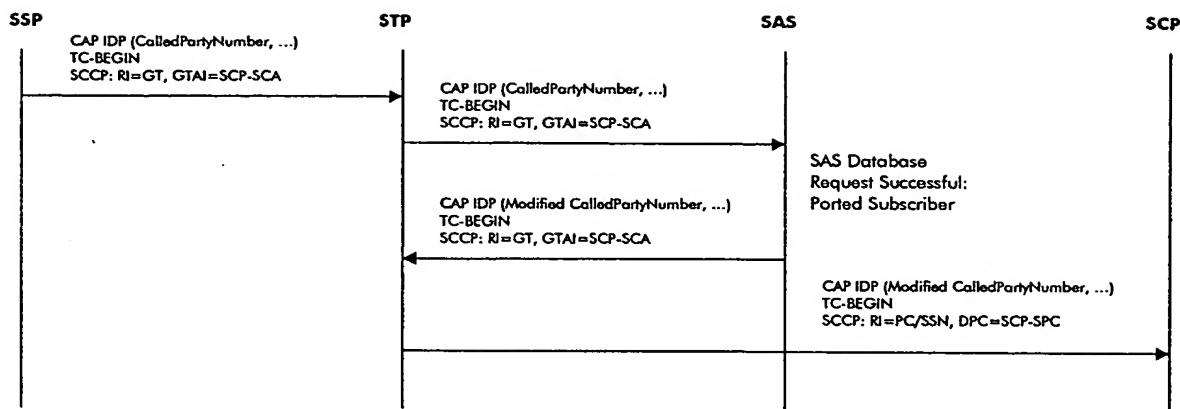 SSP
STP
SAS
SCP
CAP IDP (CalledPartyNumber, ...)
TC-BEGIN
SCCP: RI=GT, GTAI=SCP-SCA
CAP IDP (CalledPartyNumber, ...)
TC-BEGIN
SCCP: RI=GT, GTAI=SCP-SCA
SAS Database
Request Successful:
Ported Subscriber
CAP IDP (Modified CalledPartyNumber, ...)
TC-BEGIN
SCCP: RI=GT, GTAI=SCP-SCA
CAP IDP (Modified CalledPartyNumber, ...)
TC-BEGIN
SCCP: RI=PC/SSN, DPC=SCP-SPC